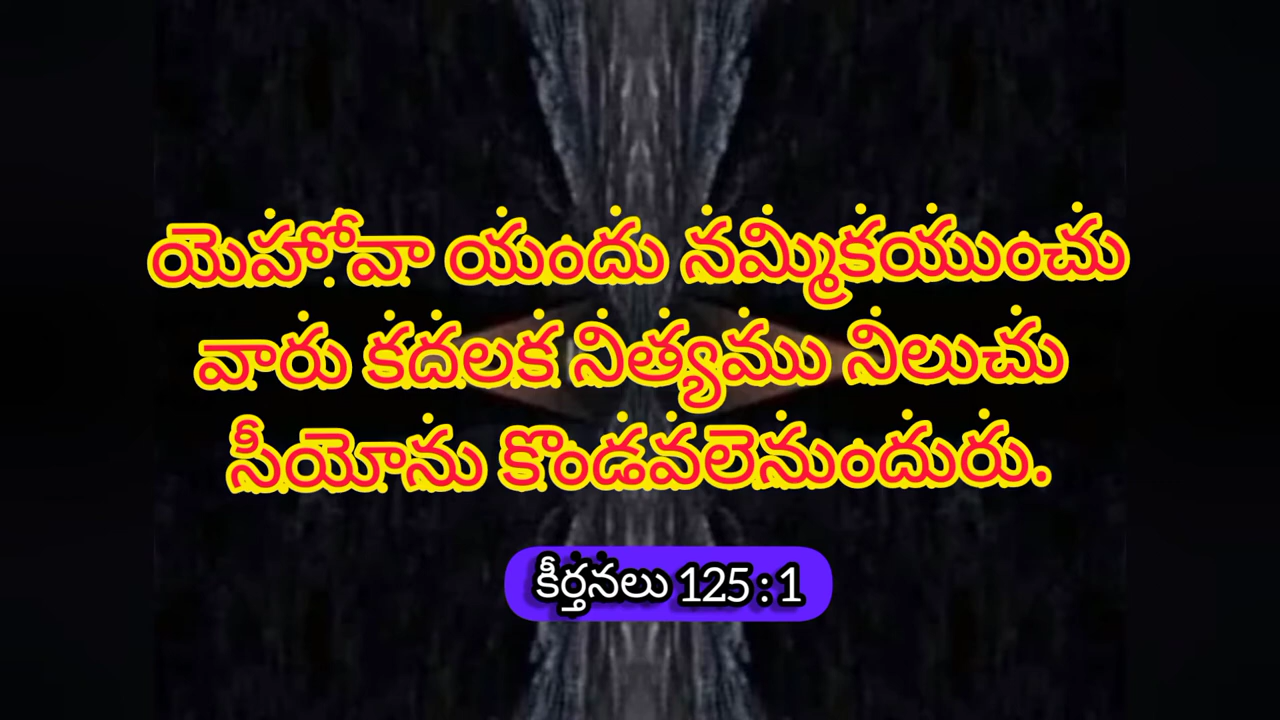 యెహోవా యందు నమ్మికయుంచు
వారు కదలక నిత్యము నిలుచు
సీయోను కొండవలెనుందురు.
కీర్తనలు 125 : 1